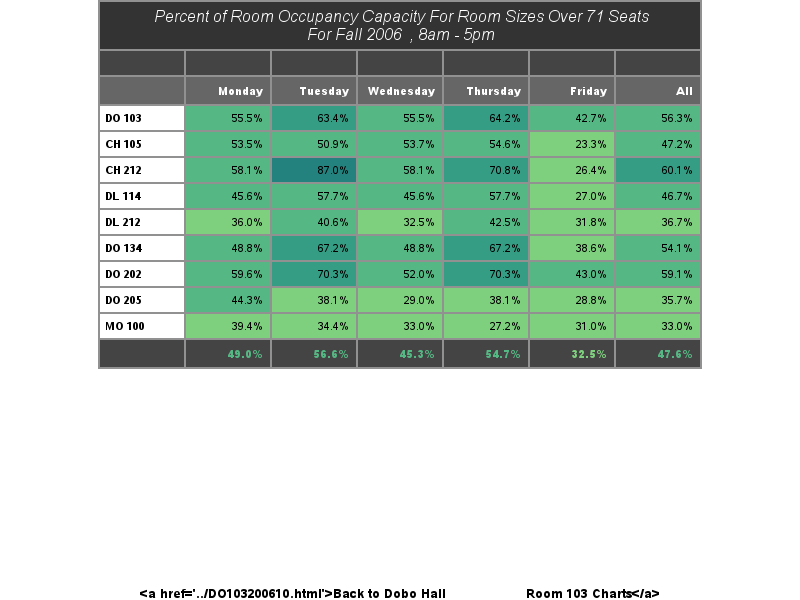 Percent of Room Occupancy Capacity For Room Sizes Over 71 Seats
For Fall 2006 , 8am - 5pm
Monday Tuesday Wednesday Thursday Friday All
DO 103 55.5% 63.4% 55.5% 64.2% 42.7% 56.3%
CH 105 53.5% 50.9% 53.7% 54.6% 23.3% 47.2%
CH 212 58.1% 87.0% 58.1% 70.8% 26.4% 60.1%
DL 114 45.6% 57.7% 45.6% 57.7% 27.0% 46.7%
DL 212 36.0% 40.6% 32.5% 42.5% 31.8% 36.7%
DO 134 48.8% 67.2% 48.8% 67.2% 38.6% 54.1%
DO 202 59.6% 70.3% 52.0% 70.3% 43.0% 59.1%
DO 205 44.3% 38.1% 29.0% 38.1% 28.8% 35.7%
MO 100 39.4% 34.4% 33.0% 27.2% 31.0% 33.0%
49.0% 56.6% 45.3% 54.7% 32.5% 47.6%
<a href='../DO103200610.html'>Back to Dobo Hall Room 103 Charts</a>